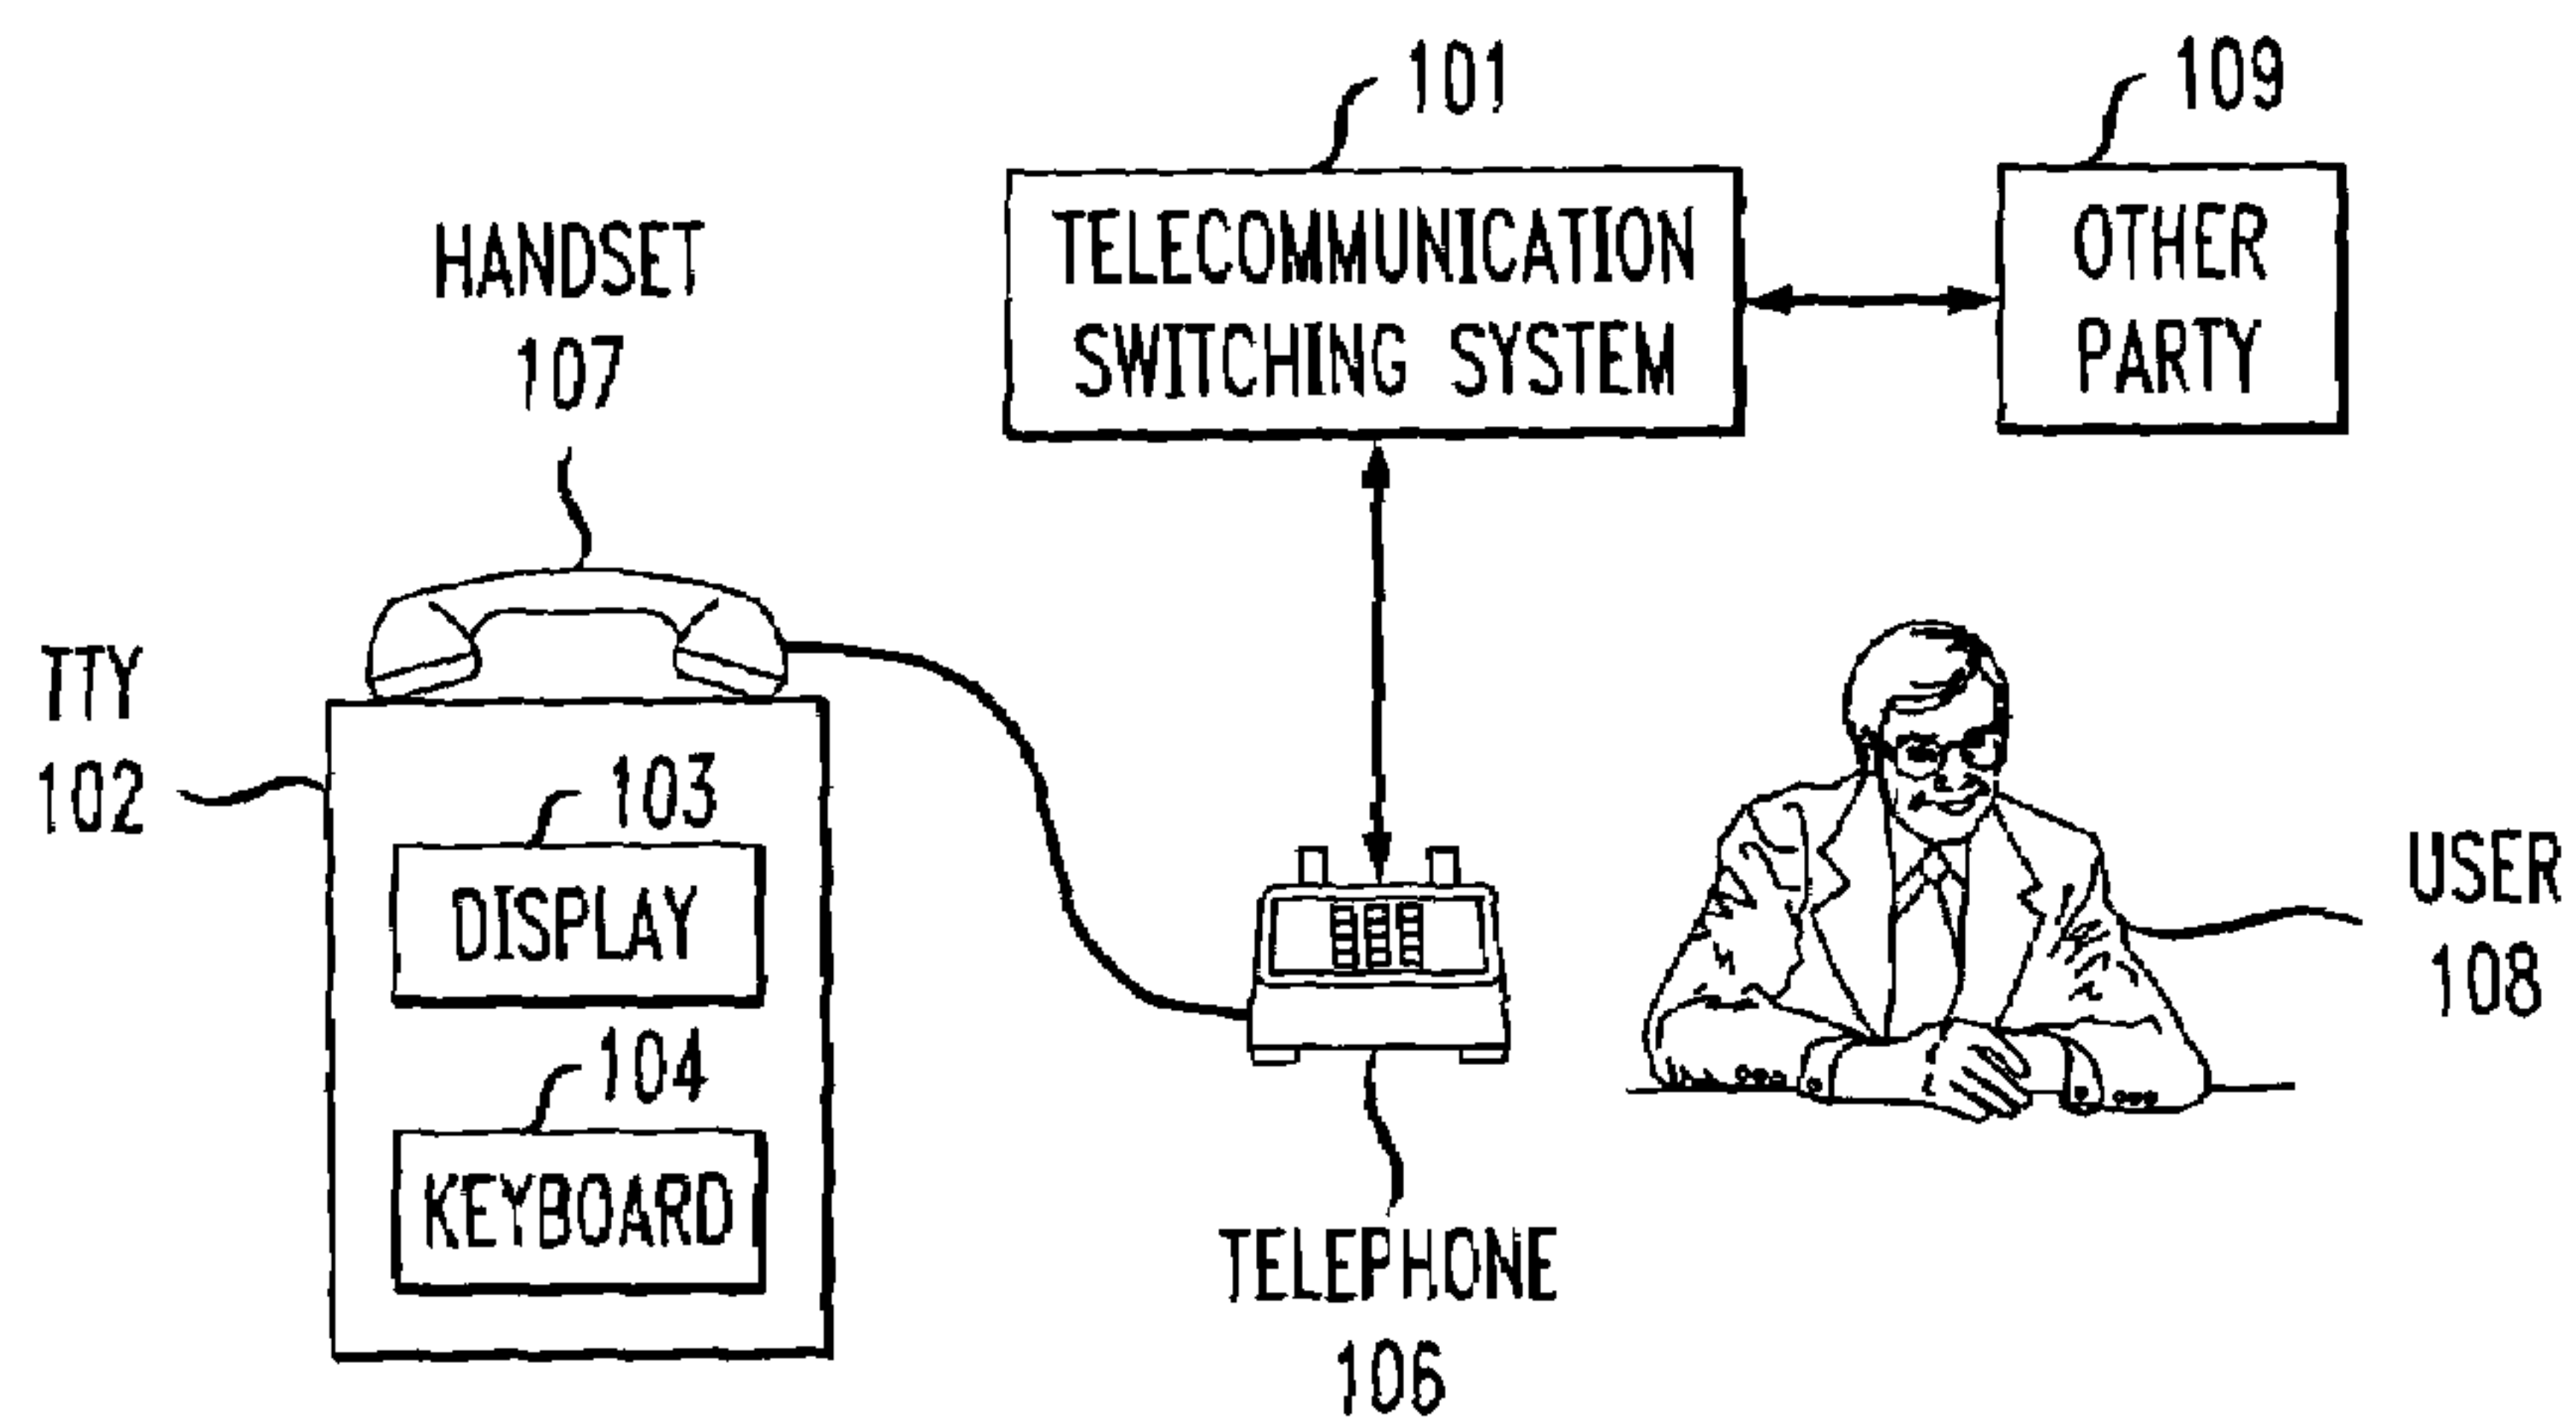 101
109
TELECOMMUNICATION
SWITCHING SYSTEM
OTHER
PARTY
HANDSET
107
TTY
102
103
DISPLAY
104
KEYBOARD
TELEPHONE
106
USER
108